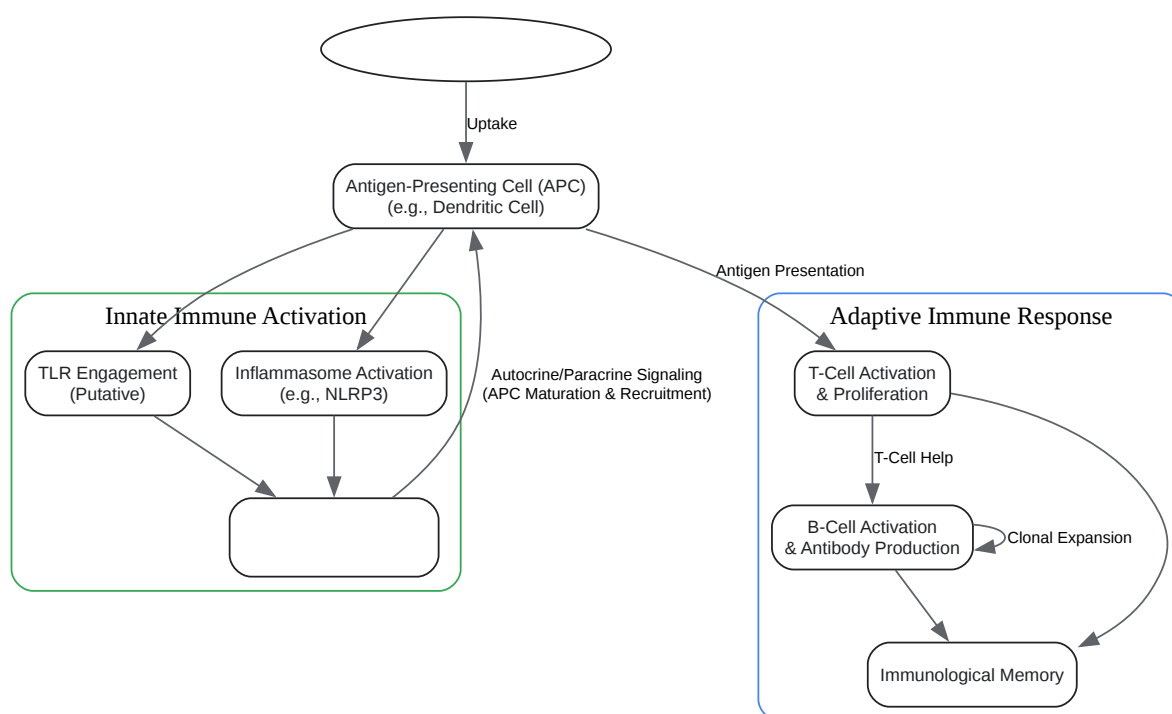 Uptake
Antigen-Presenting Cell (APC)
(e.g., Dendritic Cell)
Antigen Presentation
Innate Immune Activation
Adaptive Immune Response
TLR Engagement
(Putative)
Inflammasome Activation
(e.g., NLRP3)
Autocrine/Paracrine Signaling
(APC Maturation & Recruitment)
T-Cell Activation
& Proliferation
T-Cell Help
B-Cell Activation
& Antibody Production
Clonal Expansion
Immunological Memory